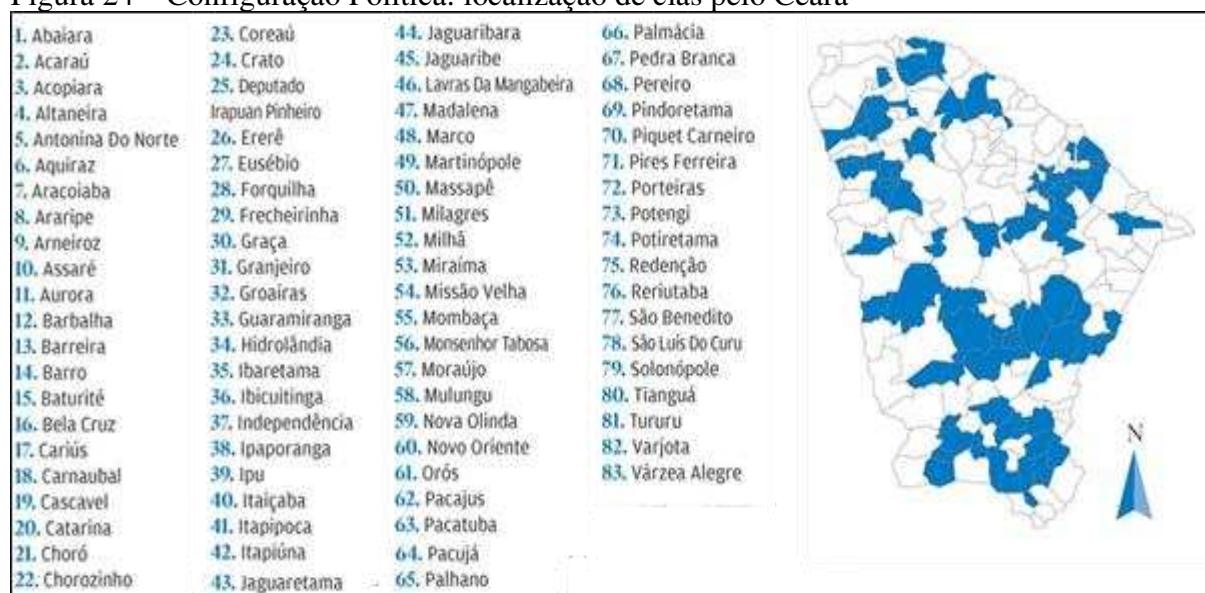 Figura 24 – Configuração Política: localização de elas pelo Ceará
1. Abaiara
2. Acaraú
3. Acopiara
4. Altaneira
5. Antonina Do Norte
6. Aquiraz
7. Aracoiaba
8. Araripe
9. Arneiroz
10. Assaré
11. Aurora
12. Barbalha
13. Barreira
14. Barro
15. Baturité
16. Bela Cruz
17. Cariús
18. Carnaubal
19. Cascavel
20. Catarina
21. Choró
22. Chorozinho
23. Coreaú
24. Crato
25. Deputado
Irapuan Pinheiro
26. Ererê
27. Eusébio
28. Forquilha
29. Frecheirinha
30. Graça
31. Granjeiro
32. Groaíras
33. Guaramiranga
34. Hidrolândia
35. Ibaretama
36. Ibicuitinga
37. Independência
38. Ipaporanga
39. Ipu
40. Itaiçaba
41. Itapipoca
42. Itapiúna
43. Jaguaretama
44. Jaguaribara
45. Jaguaribe
46. Lavras Da Mangabeira
47. Madalena
48. Marco
49. Martinópole
50. Massapê
51. Milagres
52. Milhã
53. Miraíma
54. Missão Velha
55. Mombaça
56. Monsenhor Tabosa
57. Moraújo
58. Mulungu
59. Nova Olinda
60. Novo Oriente
61. Orós
62. Pacajus
63. Pacatuba
64. Pacujá
65. Palhano
66. Palmácia
67. Pedra Branca
68. Pereiro
69. Pindoretama
70. Piquet Carneiro
71. Pires Ferreira
72. Porteiras
73. Potengi
74. Potiretama
75. Redenção
76. Reriutaba
77. São Benedito
78. São Luís Do Curu
79. Solonópole
80. Tianguá
81. Tururu
82. Varjota
83. Várzea Alegre
N